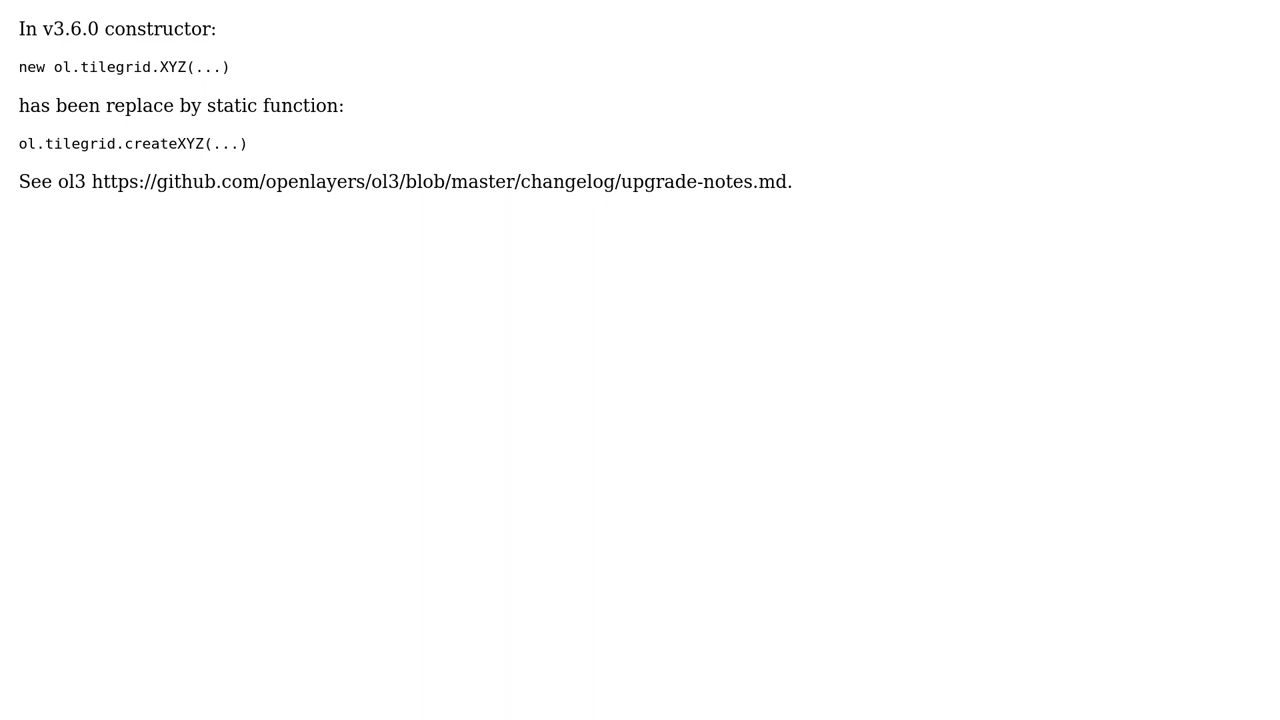 In v3.6.0 constructor:
new ol.tilegrid.XYZ(...)
has been replace by static function:
ol.tilegrid.createXYZ(...)
See ol3 https://github.com/openlayers/ol3/blob/master/changelog/upgrade-notes.md.